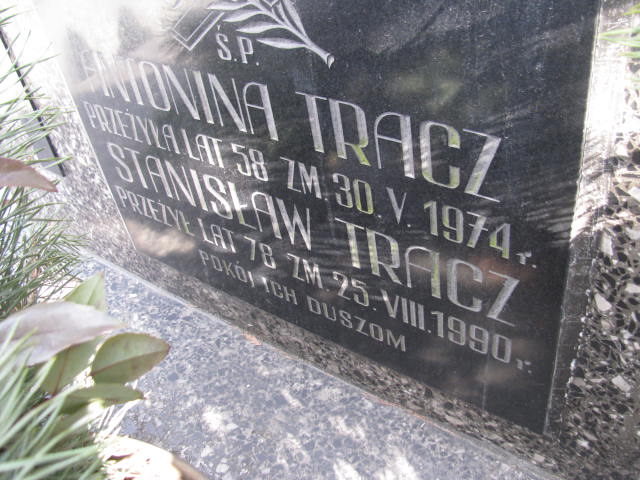 Ś.P.
ANTONINA TRACZ
PRZEŻYŁA LAT 58 ZM. 30.V. 1974 r.
STANISŁAW TRACZ
PRZEŻYŁ LAT 78 ZM 25.VIII.1990 r.
POKÓJ ICH DUSZOM